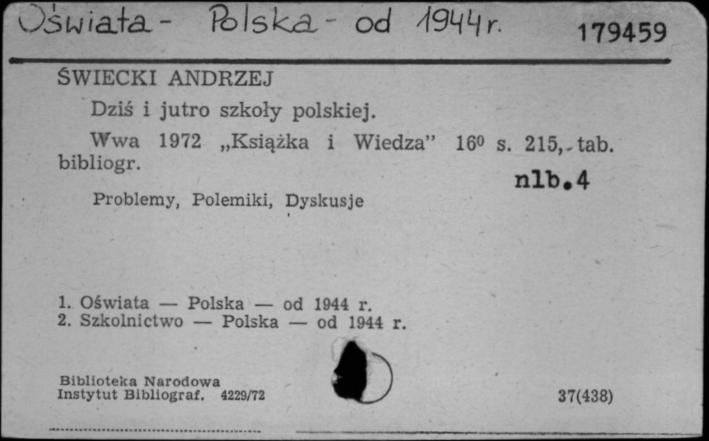 Oświata - Polska - od 1944 r. 179459
ŚWIECKI ANDRZEJ
Dziś i jutro szkoły polskiej.
Wwa 1972 „Książka i Wiedza” 16⁰ s. 215, tab.
bibliogr.
nlb.4
Problemy, Polemiki, Dyskusje
1. Oświata — Polska — od 1944 r.
2. Szkolnictwo — Polska — od 1944 r.
Biblioteka Narodowa
Instytut Bibliograf. 4229/72 37(438)